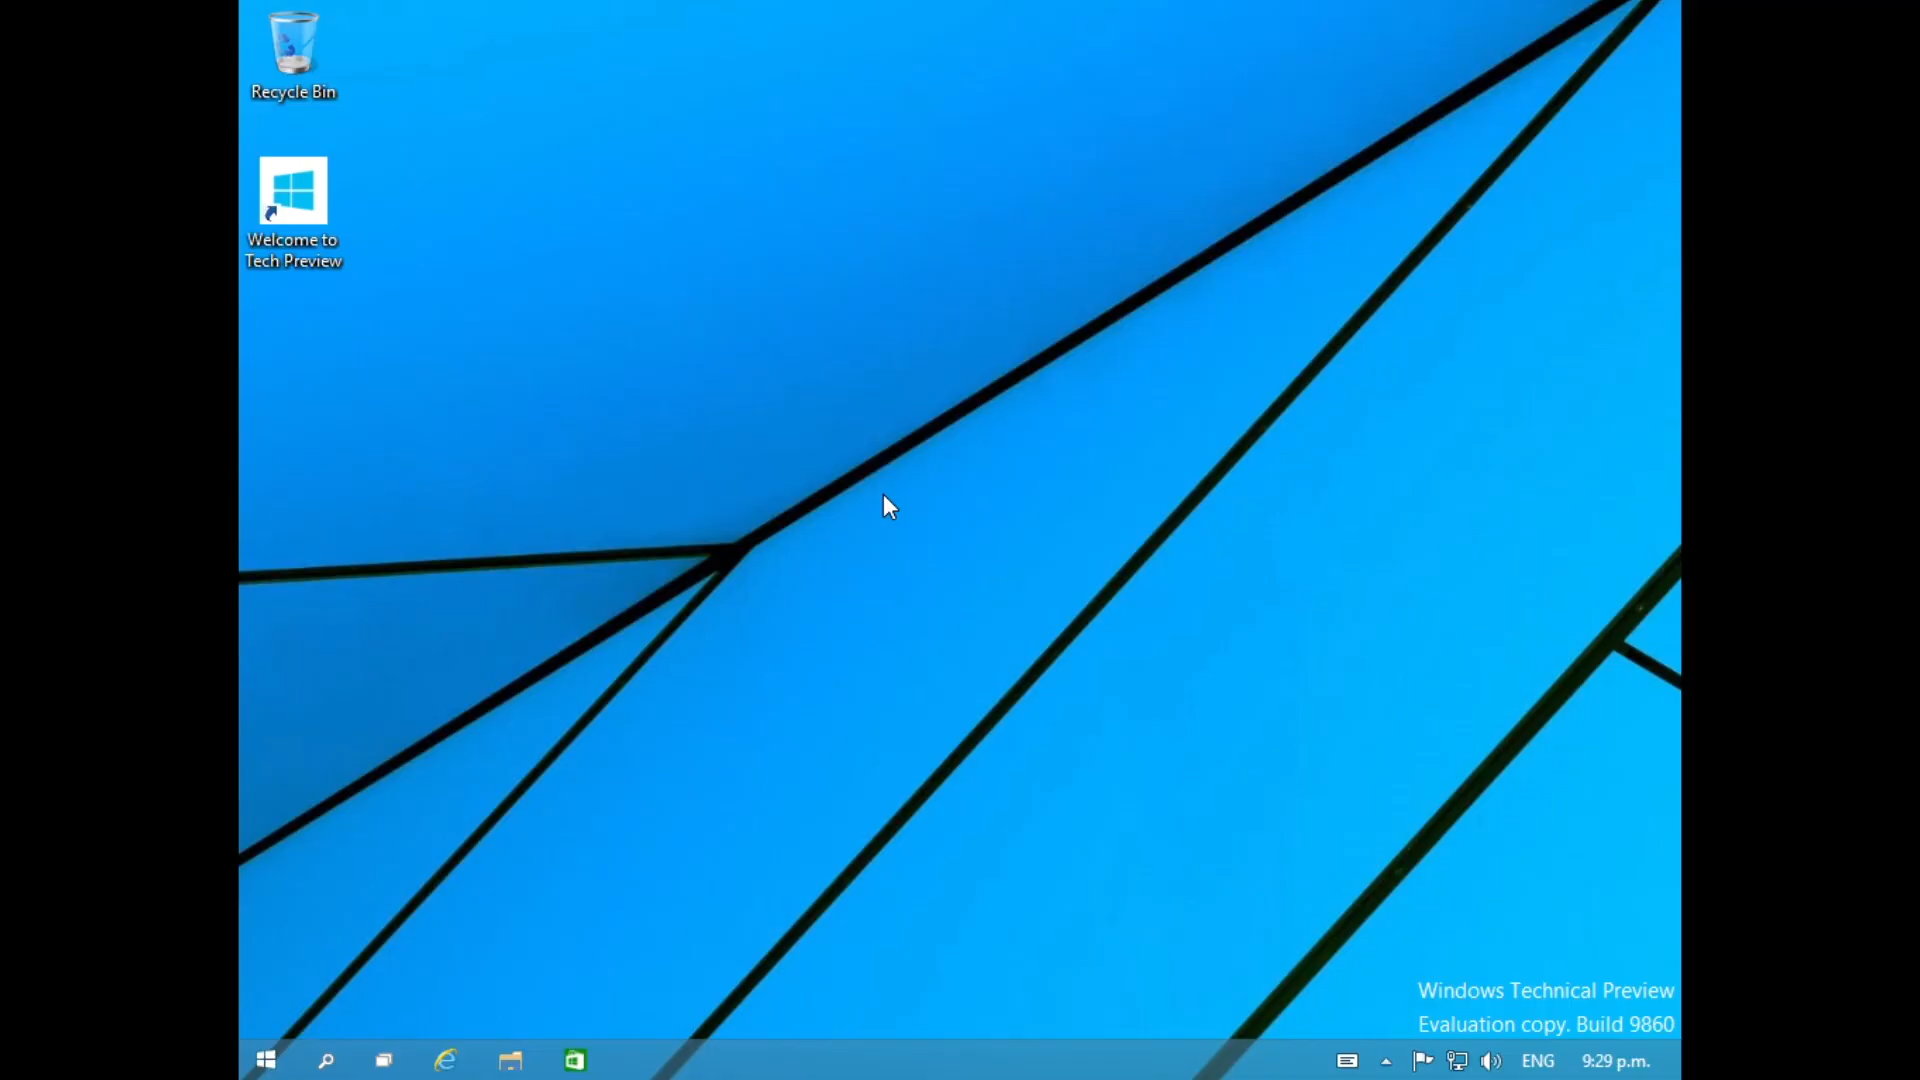 Recycle Bin
Welcome to
Tech Preview
Windows Technical Preview
Evaluation copy. Build 9860
ENG
9:29 p.m.